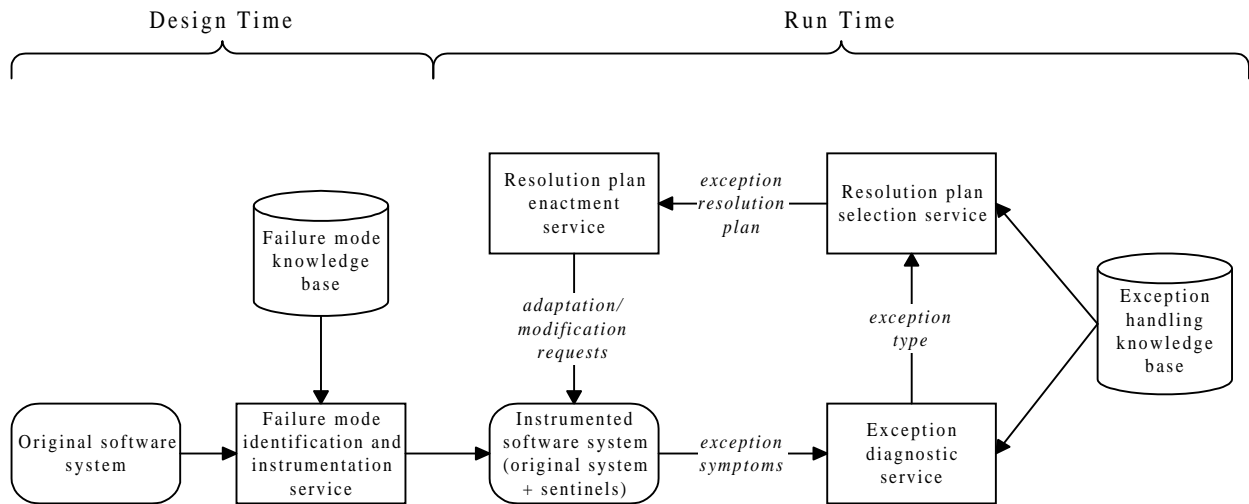 Design Time
Run Time
Resolution plan
enactment
service
exception
resolution
plan
Resolution plan
selection service
Failure mode
knowledge
base
Exception
handling
knowledge
base
adaptation/
modification
requests
exception
type
Original software
system
Failure mode
identification and
instrumentation
service
Instrumented
software system
(original system
+ sentinels)
exception
symptoms
Exception
diagnostic
service